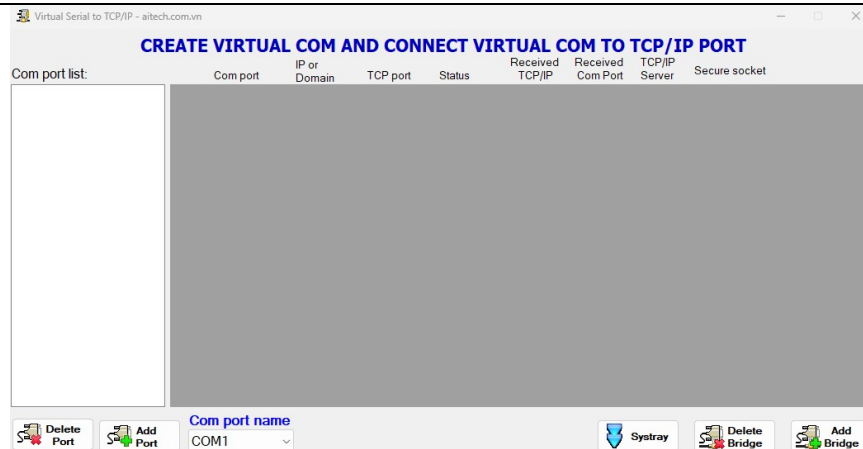 Virtual Serial to TCP/IP - aitech.com.vn
CREATE VIRTUAL COM AND CONNECT VIRTUAL COM TO TCP/IP PORT
Com port list:
Com port
IP or
Domain
TCP port
Status
Received
TCP/IP
Received
Com Port
TCP/IP
Server
Secure socket
Delete
Port
Add
Port
Com port name
COM1
Systray
Delete
Bridge
Add
Bridge